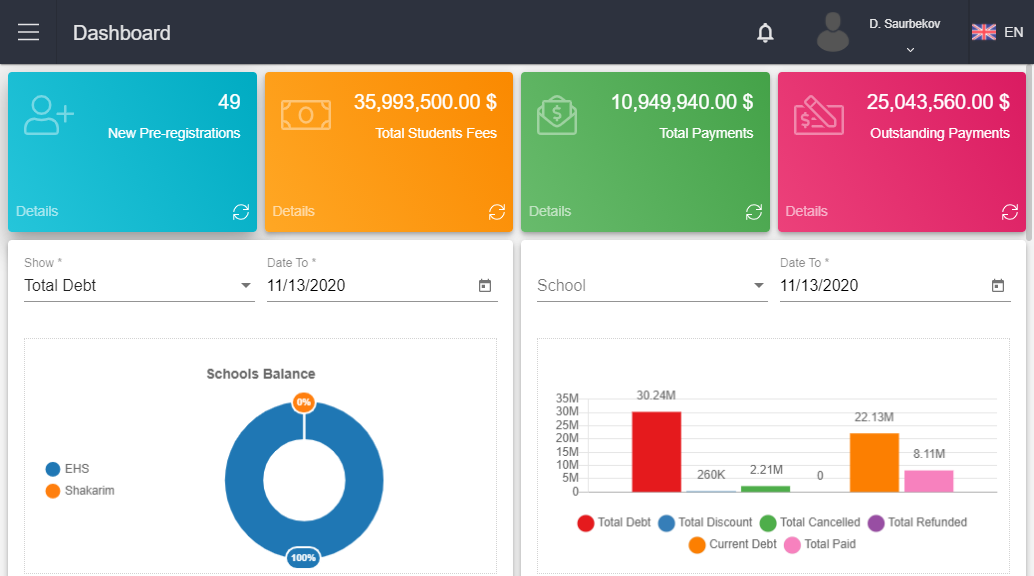 Dashboard
D. Saurbekov
EN
49
New Pre-registrations
Details
35,993,500.00 $
Total Students Fees
Details
10,949,940.00 $
Total Payments
Details
25,043,560.00 $
Outstanding Payments
Details
Show *
Total Debt
Date To *
11/13/2020
School
Date To *
11/13/2020
Schools Balance
0%
EHS
Shakarim
100%
35M
30M
25M
20M
15M
10M
5M
0
30.24M
260K
2.21M
0
22.13M
8.11M
Total Debt Total Discount Total Cancelled Total Refunded
Current Debt Total Paid